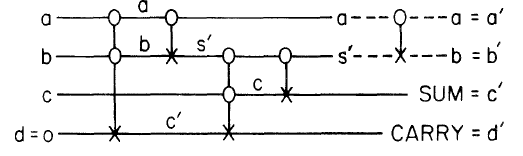 a a a a = a'
b b s' s' b = b'
c c SUM = c'
d = o c' CARRY = d'